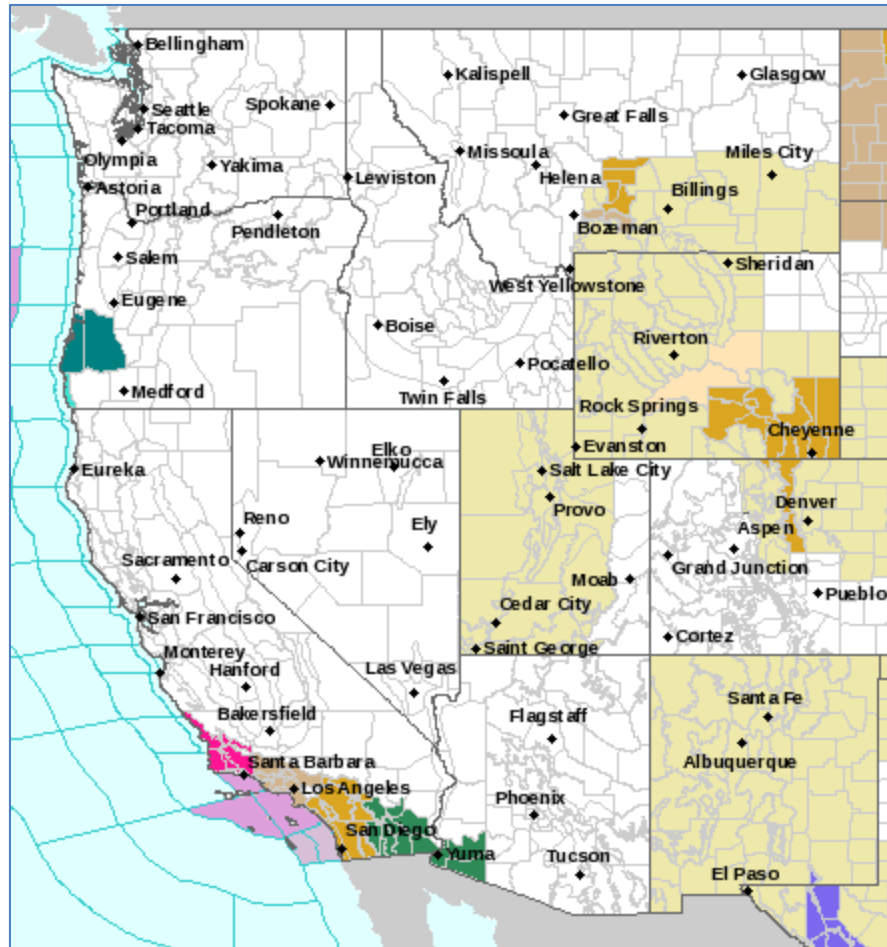 Bellingham
Kalispell
Glasgow
Seattle
Spokane
Great Falls
Tacoma
Olympia
Yakima
Missoula
Helena
Miles City
Astoria
Lewiston
Billings
Portland
Pendleton
Bozeman
Salem
Sheridan
West Yellowstone
Eugene
Boise
Riverton
Pocatello
Medford
Twin Falls
Rock Springs
Cheyenne
Eureka
Winnemucca
Elko
Evanston
Salt Lake City
Provo
Denver
Reno
Ely
Aspen
Sacramento
Carson City
Grand Junction
Moab
Pueblo
San Francisco
Cedar City
Cortez
Monterey
Saint George
Hanford
Las Vegas
Santa Fe
Bakersfield
Flagstaff
Albuquerque
Santa Barbara
Los Angeles
Phoenix
San Diego
Yuma
Tucson
El Paso